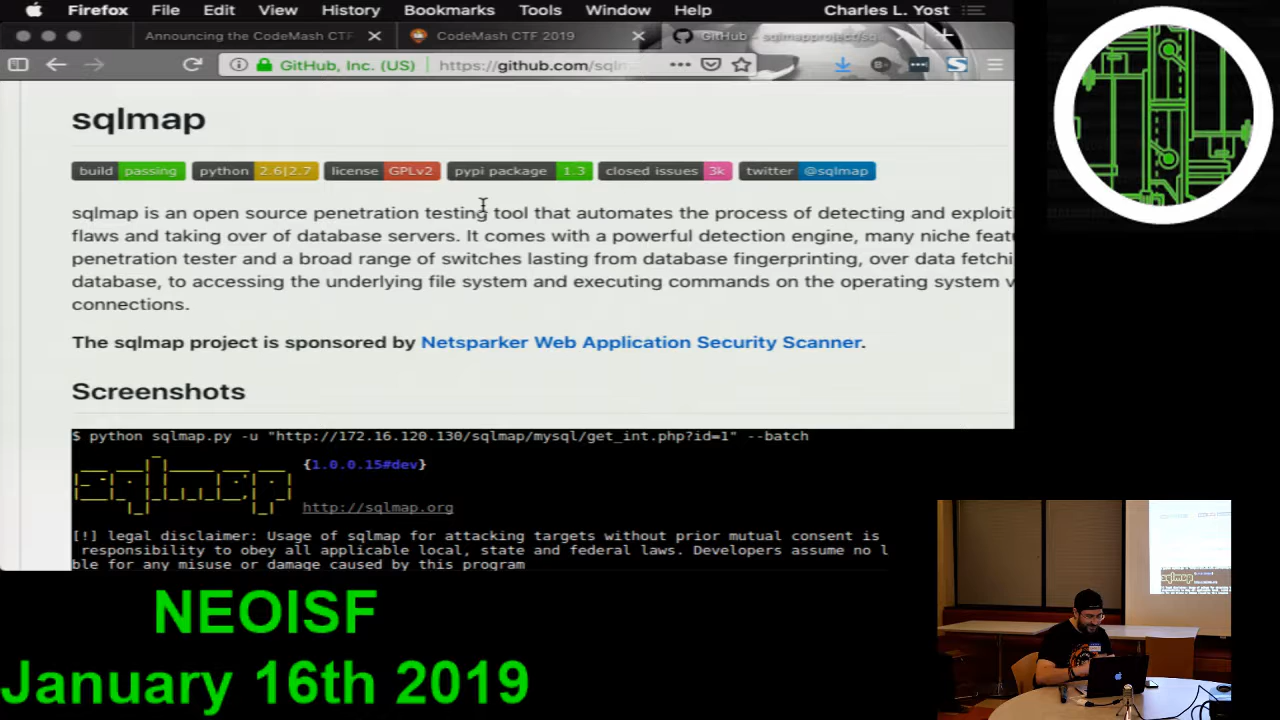 Firefox File Edit View History Bookmarks Tools Window Help Charles L. Yost
Announcing the CodeMash CTF CodeMash CTF 2019 GitHub - sqlmapproject/sq
GitHub, Inc. (US) https://github.com/sqln
sqlmap
build passing python 2.6|2.7 license GPLv2 pypi package 1.3 closed issues 3k twitter @sqlmap
sqlmap is an open source penetration testing tool that automates the process of detecting and exploiti
flaws and taking over of database servers. It comes with a powerful detection engine, many niche feat
penetration tester and a broad range of switches lasting from database fingerprinting, over data fetchi
database, to accessing the underlying file system and executing commands on the operating system v
connections.
The sqlmap project is sponsored by Netsparker Web Application Security Scanner.
Screenshots
$ python sqlmap.py -u "http://172.16.120.130/sqlmap/mysql/get_int.php?id=1" --batch
sqlmap {1.0.0.15#dev}
http://sqlmap.org
[!] legal disclaimer: Usage of sqlmap for attacking targets without prior mutual consent is
responsibility to obey all applicable local, state and federal laws. Developers assume no l
ble for any misuse or damage caused by this program
NEOISF
January 16th 2019